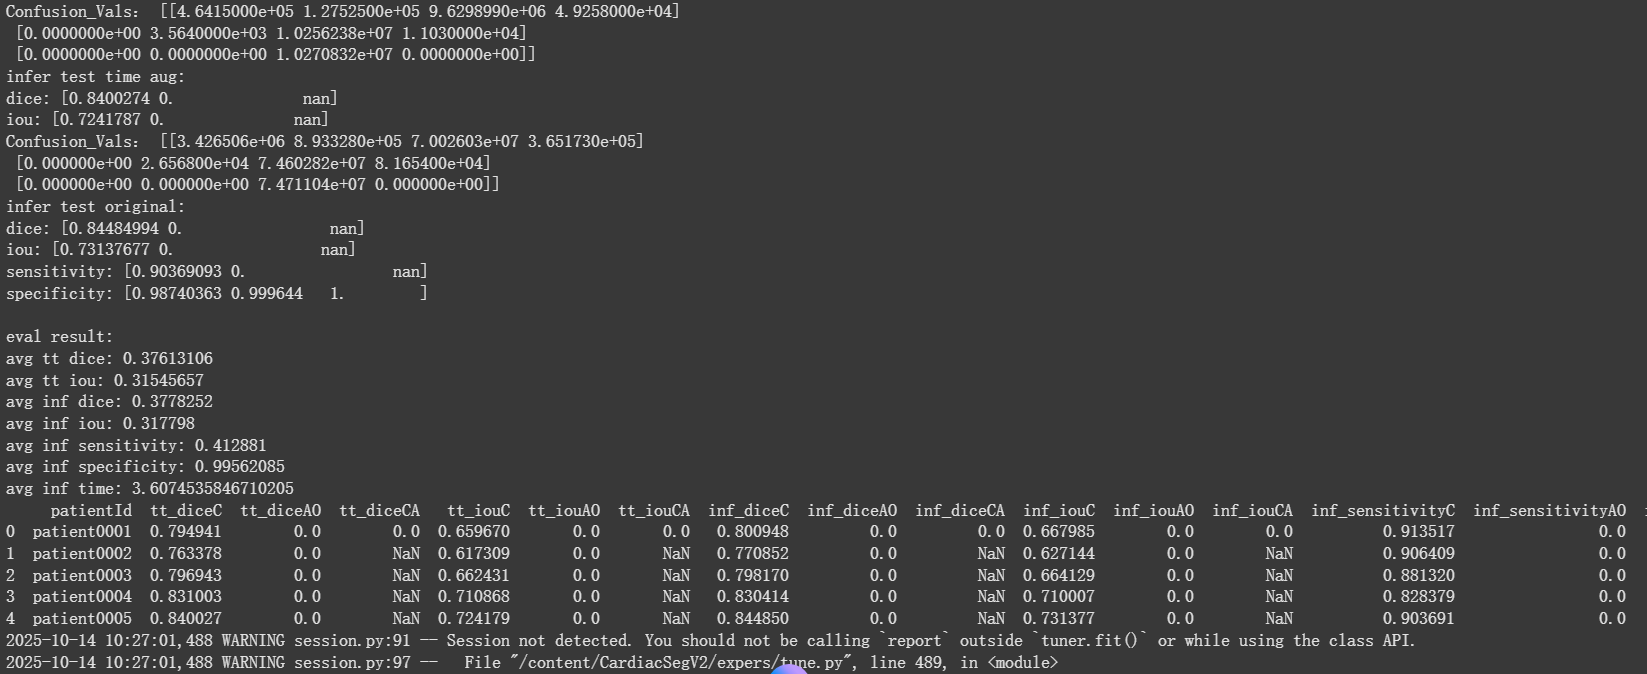 Confusion_Vals: [[4.6415000e+05 1.2752500e+05 9.6298990e+06 4.9258000e+04]
[0.0000000e+00 3.5640000e+03 1.0256238e+07 1.1030000e+04]
[0.0000000e+00 0.0000000e+00 1.0270832e+07 0.0000000e+00]]
infer test time aug:
dice: [0.8400274 0. nan]
iou: [0.7241787 0. nan]
Confusion_Vals: [[3.426506e+06 8.933280e+05 7.002603e+07 3.651730e+05]
[0.000000e+00 2.656800e+04 7.460282e+07 8.165400e+04]
[0.000000e+00 0.000000e+00 7.471104e+07 0.000000e+00]]
infer test original:
dice: [0.84484994 0. nan]
iou: [0.73137677 0. nan]
sensitivity: [0.90369093 0. nan]
specificity: [0.98740363 0.999644 1. ]
eval result:
avg tt dice: 0.37613106
avg tt iou: 0.31545657
avg inf dice: 0.3778252
avg inf iou: 0.317798
avg inf sensitivity: 0.412881
avg inf specificity: 0.99562085
avg inf time: 3.6074535846710205
patientId tt_diceC tt_diceAO tt_diceCA tt_iouC tt_iouAO tt_iouCA inf_diceC inf_diceAO inf_diceCA inf_iouC inf_iouAO inf_iouCA inf_sensitivityC inf_sensitivityAO
0 patient0001 0.794941 0.0 0.0 0.659670 0.0 0.0 0.800948 0.0 0.0 0.667985 0.0 0.0 0.913517 0.0
1 patient0002 0.763378 0.0 NaN 0.617309 0.0 NaN 0.770852 0.0 NaN 0.627144 0.0 NaN 0.906409 0.0
2 patient0003 0.796943 0.0 NaN 0.662431 0.0 NaN 0.798170 0.0 NaN 0.664129 0.0 NaN 0.881320 0.0
3 patient0004 0.831003 0.0 NaN 0.710868 0.0 NaN 0.830414 0.0 NaN 0.710007 0.0 NaN 0.828379 0.0
4 patient0005 0.840027 0.0 NaN 0.724179 0.0 NaN 0.844850 0.0 NaN 0.731377 0.0 NaN 0.903691 0.0
2025-10-14 10:27:01,488 WARNING session.py:91 -- Session not detected. You should not be calling `report` outside `tuner.fit()` or while using the class API.
2025-10-14 10:27:01,488 WARNING session.py:97 -- File "/content/CardiacSegV2/expers/tune.py", line 489, in <module>